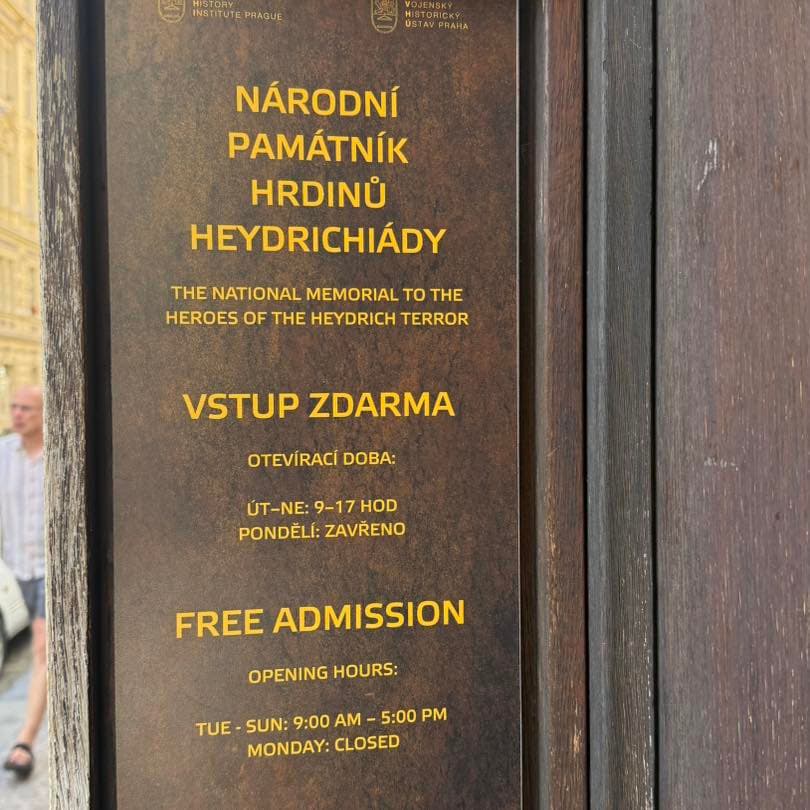 HISTORY
INSTITUTE PRAGUE
VOJENSKÝ
HISTORICKÝ
ÚSTAV PRAHA
NÁRODNÍ
PAMÁTNÍK
HRDINŮ
HEYDRICHIÁDY
THE NATIONAL MEMORIAL TO THE
HEROES OF THE HEYDRICH TERROR
VSTUP ZDARMA
OTEVÍRACÍ DOBA:
ÚT–NE: 9–17 HOD
PONDĚLÍ: ZAVŘENO
FREE ADMISSION
OPENING HOURS:
TUE - SUN: 9:00 AM – 5:00 PM
MONDAY: CLOSED